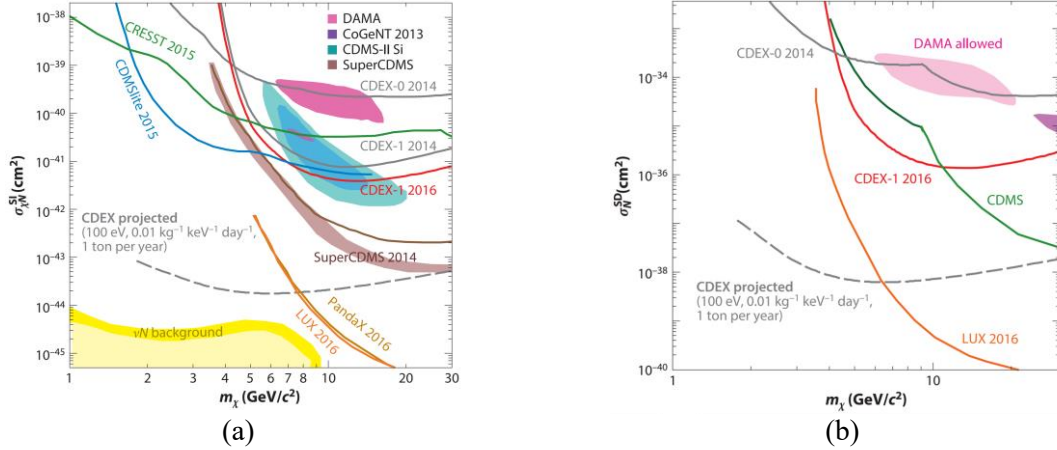 10⁻³⁸
10⁻³⁹
10⁻⁴⁰
10⁻⁴¹
10⁻⁴²
10⁻⁴³
10⁻⁴⁴
10⁻⁴⁵
σ_χN^SI (cm²)
CRESST 2015
CDMSlite 2015
DAMA
CoGeNT 2013
CDMS-II Si
SuperCDMS
CDEX-0 2014
CDEX-1 2014
CDEX-1 2016
CDEX projected
(100 eV, 0.01 kg⁻¹ keV⁻¹ day⁻¹,
1 ton per year)
SuperCDMS 2014
PandaX 2016
LUX 2016
νN background
1 2 3 4 5 6 7 8 10 20 30
m_χ (GeV/c²)
(a)
10⁻³⁴
10⁻³⁶
10⁻³⁸
10⁻⁴⁰
σ_N^SD (cm²)
CDEX-0 2014
DAMA allowed
CDEX-1 2016
CDMS
CDEX projected
(100 eV, 0.01 kg⁻¹ keV⁻¹ day⁻¹,
1 ton per year)
LUX 2016
1 10
m_χ (GeV/c²)
(b)